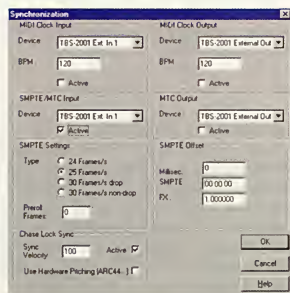 Synchronization
MIDI Clock Input
Device TBS-2001 Ext. In 1
BPM 120
Active
MIDI Clock Output
Device TBS-2001 External Out
BPM 120
Active
SMPTE/MTC Input
Device TBS-2001 Ext. In 1
Active
MTC Output
Device TBS-2001 External Out
Active
SMPTE Settings
Type 24 Frames/s
25 Frames/s
30 Frames/s drop
30 Frames/s non-drop
Preroll Frames: 0
SMPTE Offset
Millisec. 0
SMPTE 00:00:00
FX. 1.000000
Chase Lock Sync
Sync Velocity 100 Active
Use Hardware Pitching (ARC44..)
OK
Cancel
Help